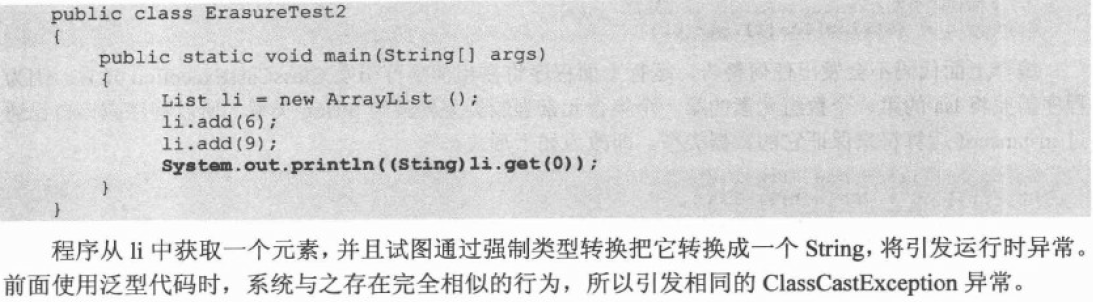 public class ErasureTest2
{
public static void main(String[] args)
{
List li = new ArrayList ();
li.add(6);
li.add(9);
System.out.println((Sting)li.get(0));
}
}
程序从 li 中获取一个元素，并且试图通过强制类型转换把它转换成一个 String，将引发运行时异常。
前面使用泛型代码时，系统与之存在完全相似的行为，所以引发相同的 ClassCastException 异常。